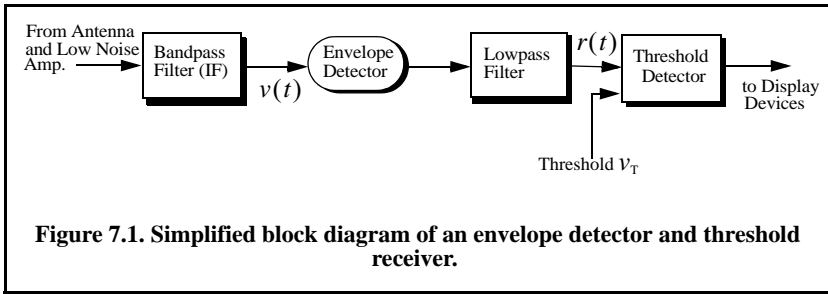 From Antenna
and Low Noise
Amp.
Bandpass
Filter (IF)
v(t)
Envelope
Detector
Lowpass
Filter
r(t)
Threshold
Detector
to Display
Devices
Threshold v_T
Figure 7.1. Simplified block diagram of an envelope detector and threshold
receiver.